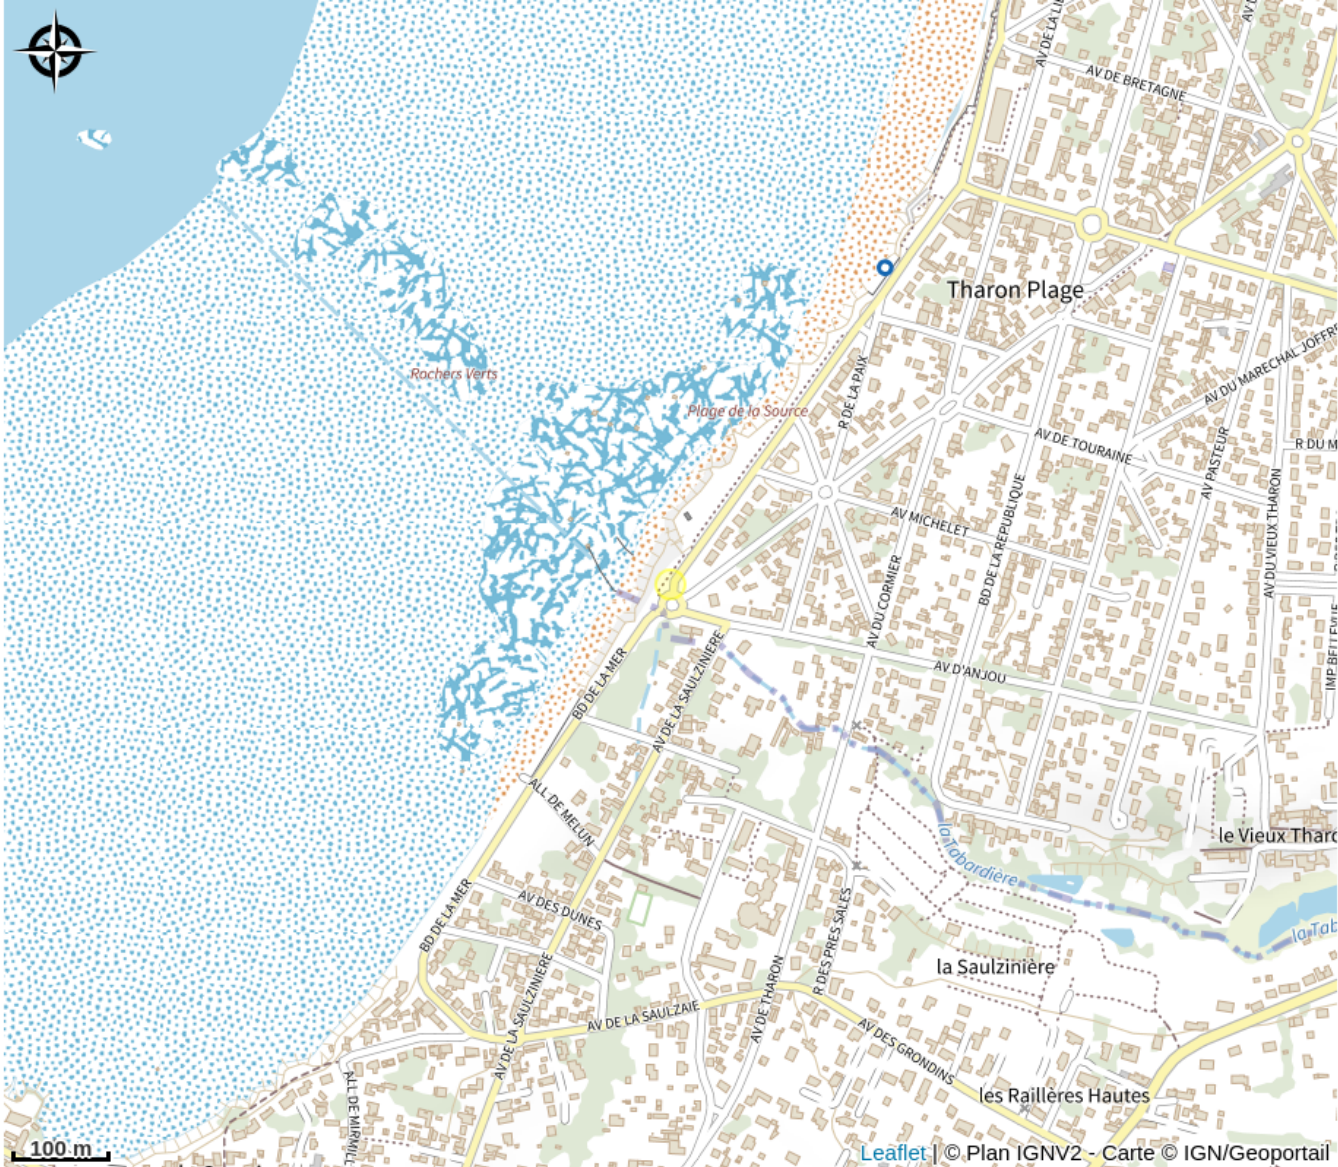 AV DE BRETAGNE
Tharon Plage
AV DU MARECHAL JOFFRE
Rochers Verts
Plage de la Source
R DE LA PAIX
AV DE TOURAINE
AV PASTEUR
R DU M
AV MICHELET
BD DE LA REPUBLIQUE
AV DU VIEUX THARON
AV DU CORMIER
IMP BELLEVUE
AV D'ANJOU
BD DE LA MER
AV DE LA SAULZINIERE
ALL DE MELUN
la Tabardière
le Vieux Tharo
BD DE LA MER
AV DES DUNES
R DES PRES SALES
la Tab
la Saulzinière
AV DE LA SAULZINIERE
AV DE LA SAULZAIE
AV DE THARON
AV DES GRONDINS
ALL DE MIRMIL
les Raillères Hautes
100 m
Leaflet | © Plan IGNV2 - Carte © IGN/Geoportail